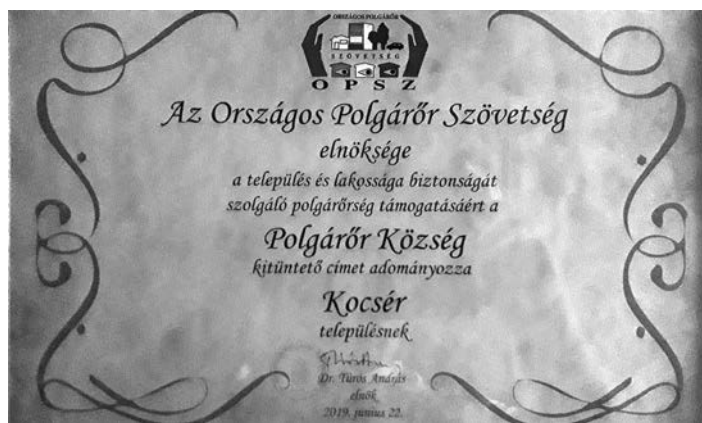 ORSZÁGOS POLGÁRŐR
SZÖVETSÉG
OPSZ
Az Országos Polgárőr Szövetség
elnöksége
a település és lakossága biztonságát
szolgáló polgárőrség támogatásáért a
Polgárőr Község
kitüntető címet adományozza
Kocsér
településnek
Dr. Túrós András
elnök
2019. junius 22.